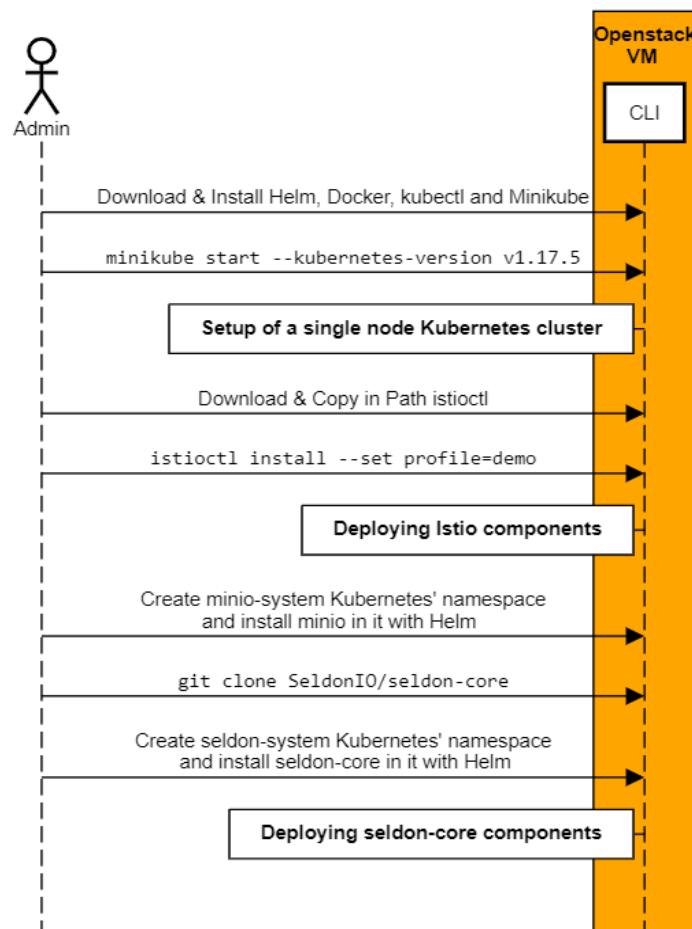 Openstack
VM
CLI
Admin
Download & Install Helm, Docker, kubectl and Minikube
minikube start --kubernetes-version v1.17.5
Setup of a single node Kubernetes cluster
Download & Copy in Path istioctl
istioctl install --set profile=demo
Deploying Istio components
Create minio-system Kubernetes' namespace
and install minio in it with Helm
git clone SeldonIO/seldon-core
Create seldon-system Kubernetes' namespace
and install seldon-core in it with Helm
Deploying seldon-core components